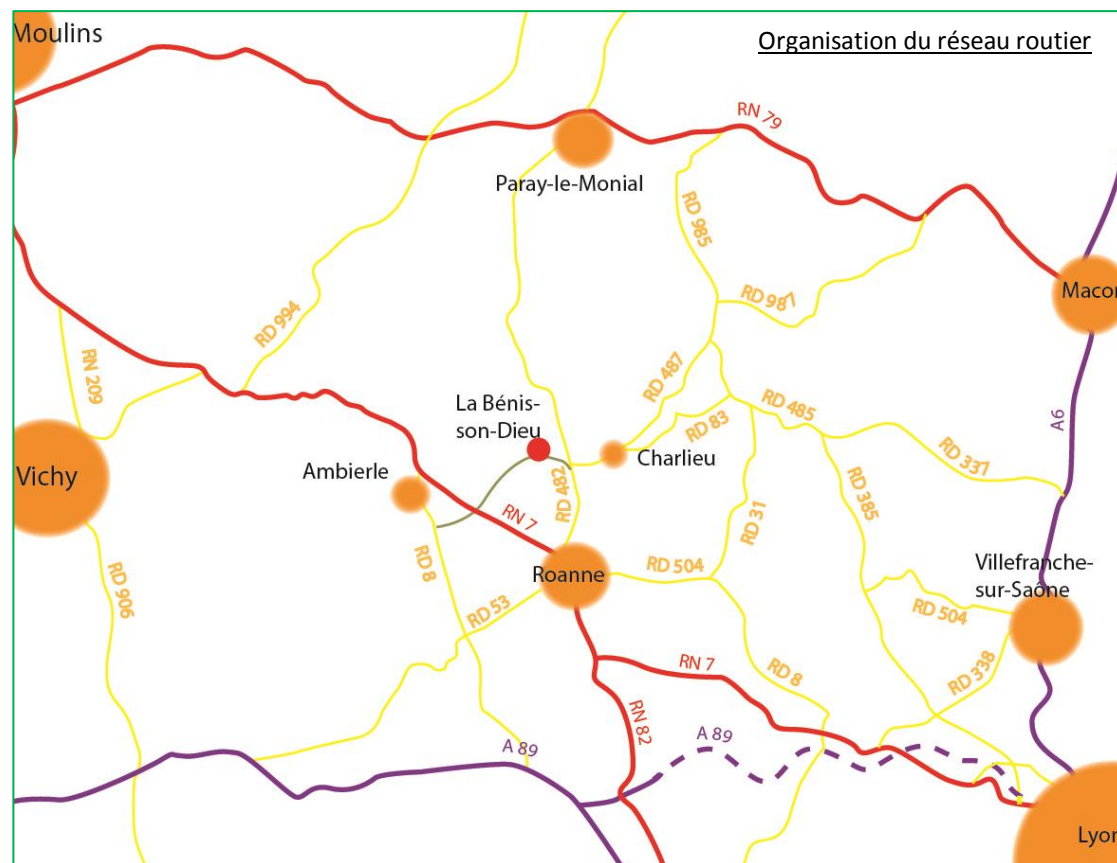 Moulins
Organisation du réseau routier
RN 79
Paray-le-Monial
RD 985
Macon
RD 987
RD 994
RN 209
RD 487
A6
La Bénis-
son-Dieu
RD 83
RD 485
RD 337
Charlieu
Vichy
Ambierle
RD 482
RN 7
RD 385
RD 31
RD 8
Roanne
RD 504
Villefranche-
sur-Saône
RD 906
RD 53
RD 504
RN 7
RD 8
RD 338
RN 82
A 89
A 89
Lyon